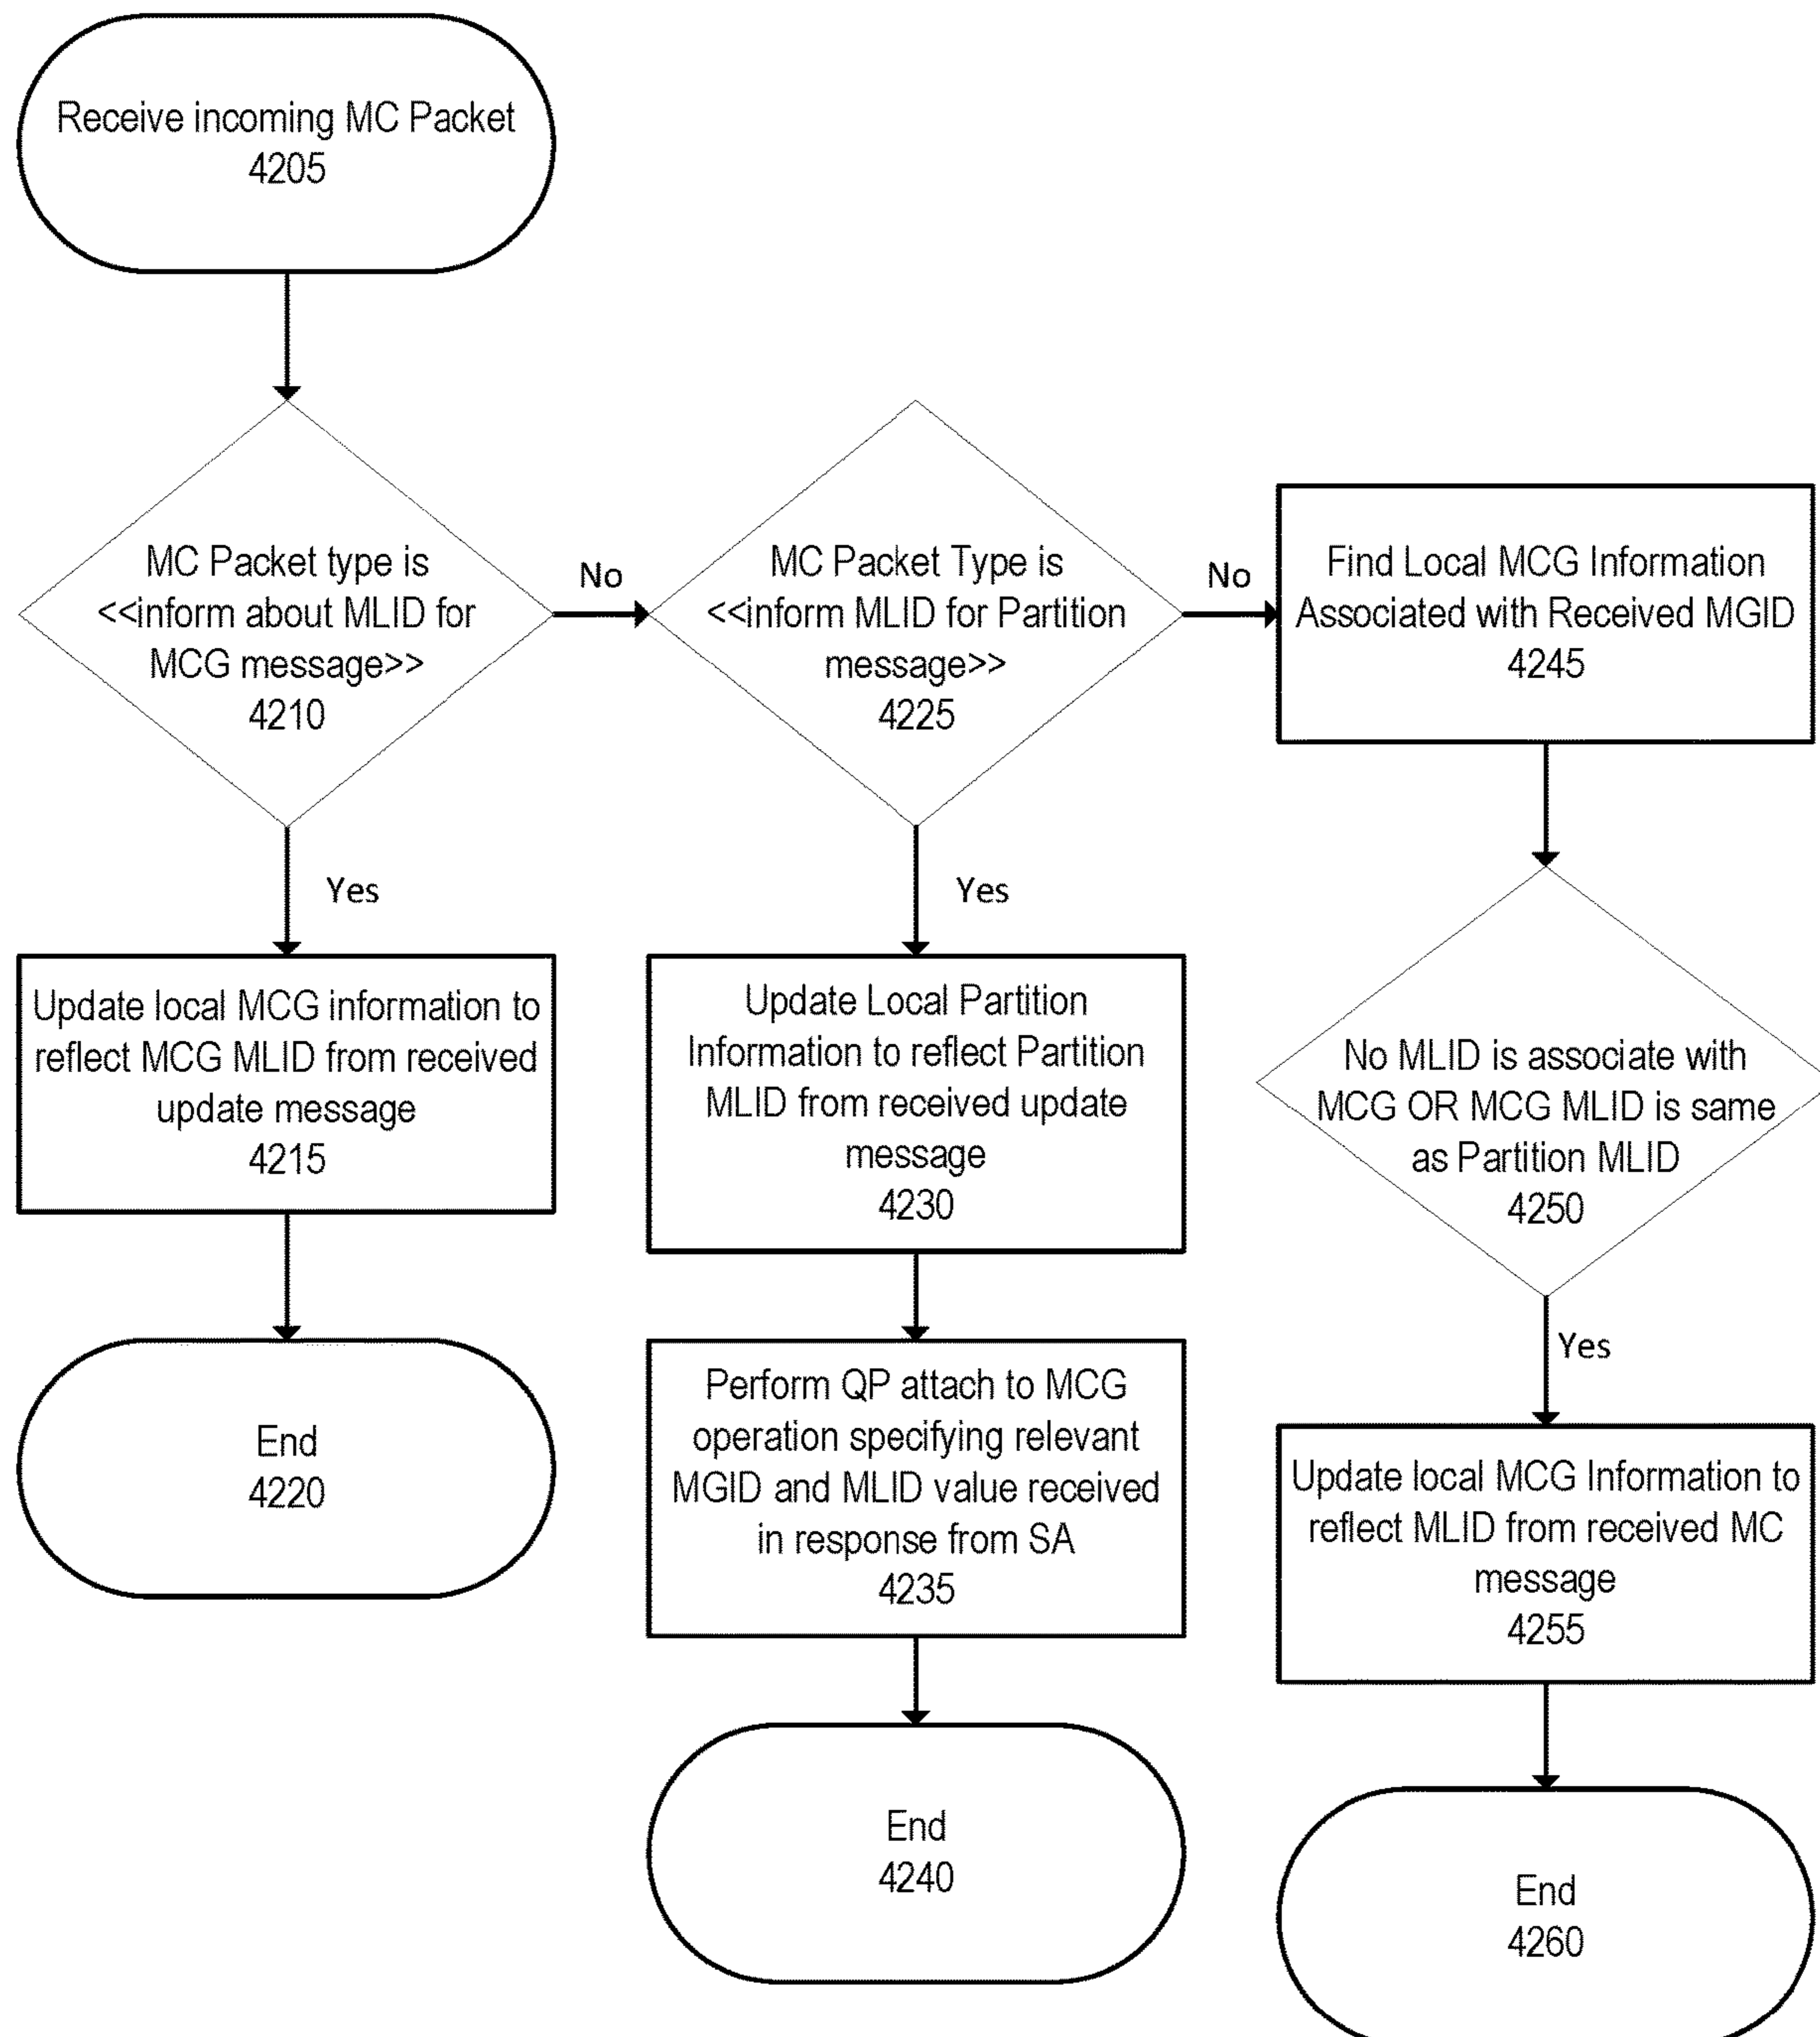 Receive incoming MC Packet
4205
MC Packet type is
<<inform about MLID for
MCG message>>
4210
No
MC Packet Type is
<<inform MLID for Partition
message>>
4225
No
Find Local MCG Information
Associated with Received MGID
4245
Yes
Update local MCG information to
reflect MCG MLID from received
update message
4215
End
4220
Yes
Update Local Partition
Information to reflect Partition
MLID from received update
message
4230
Perform QP attach to MCG
operation specifying relevant
MGID and MLID value received
in response from SA
4235
End
4240
No MLID is associate with
MCG OR MCG MLID is same
as Partition MLID
4250
Yes
Update local MCG Information to
reflect MLID from received MC
message
4255
End
4260